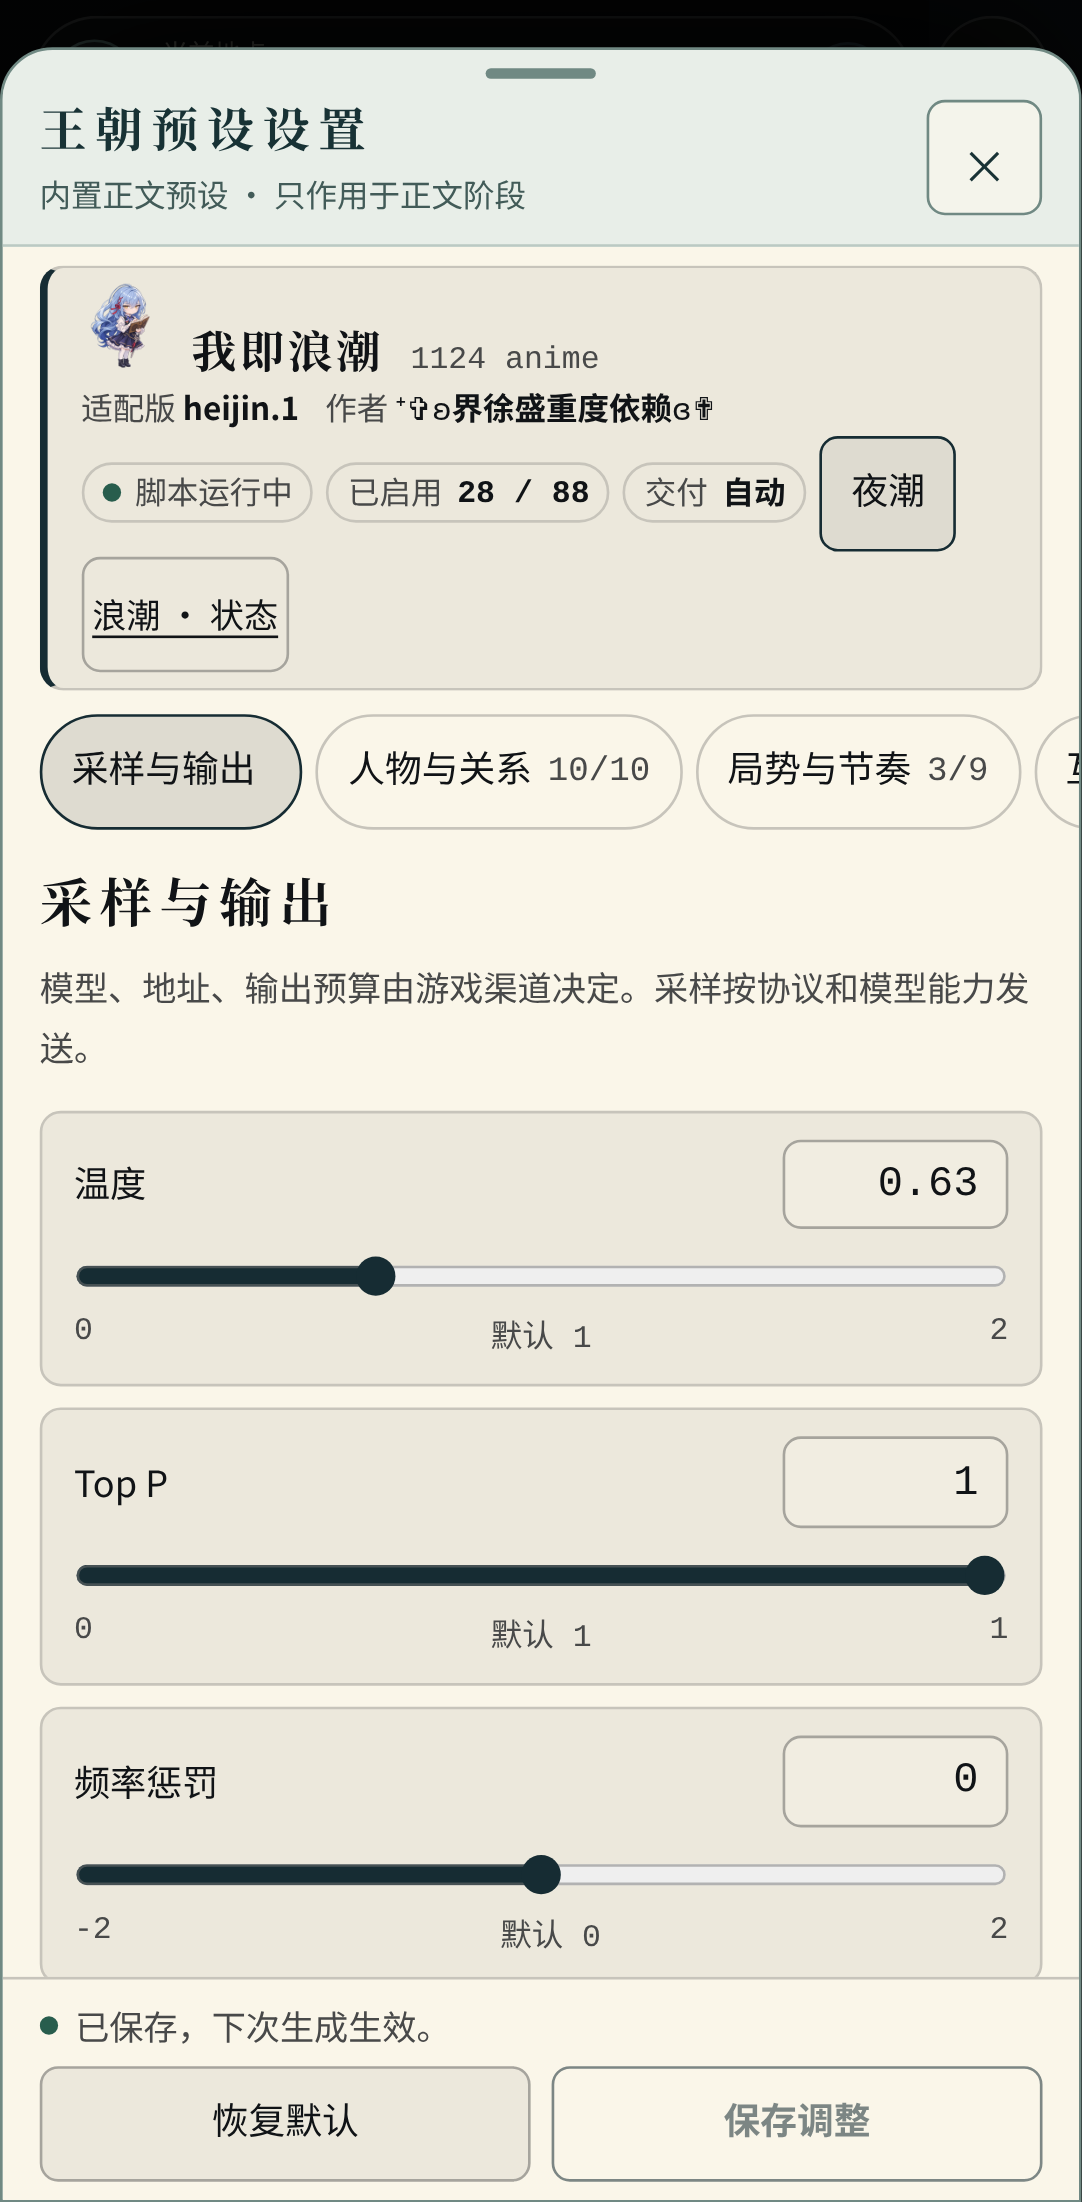 王朝预设设置
内置正文预设 · 只作用于正文阶段
我即浪潮 1124 anime
适配版 heijin.1 作者 ⁺✞ʚ界徐盛重度依赖ɞ✟
脚本运行中 已启用 28 / 88 交付 自动 夜潮
浪潮 · 状态
采样与输出 人物与关系 10/10 局势与节奏 3/9
采样与输出
模型、地址、输出预算由游戏渠道决定。采样按协议和模型能力发
送。
温度 0.63
0 默认 1 2
Top P 1
0 默认 1 1
频率惩罚 0
-2 默认 0 2
已保存，下次生成生效。
恢复默认 保存调整